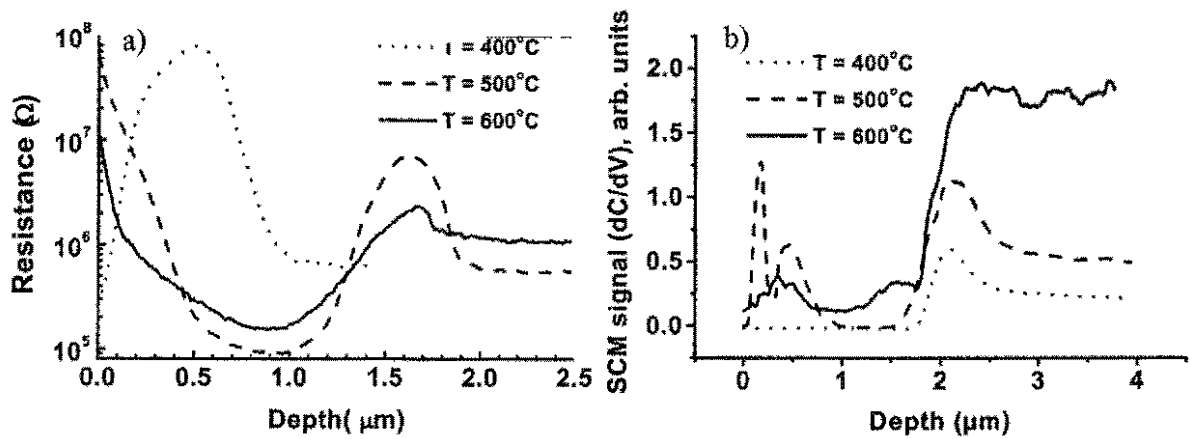 a)
T = 400°C
T = 500°C
T = 600°C
10⁸
10⁷
10⁶
10⁵
Resistance (Ω)
0.0 0.5 1.0 1.5 2.0 2.5
Depth( μm)
b)
T = 400°C
T = 500°C
T = 600°C
2.0
1.5
1.0
0.5
0.0
SCM signal (dC/dV), arb. units
0 1 2 3 4
Depth (μm)